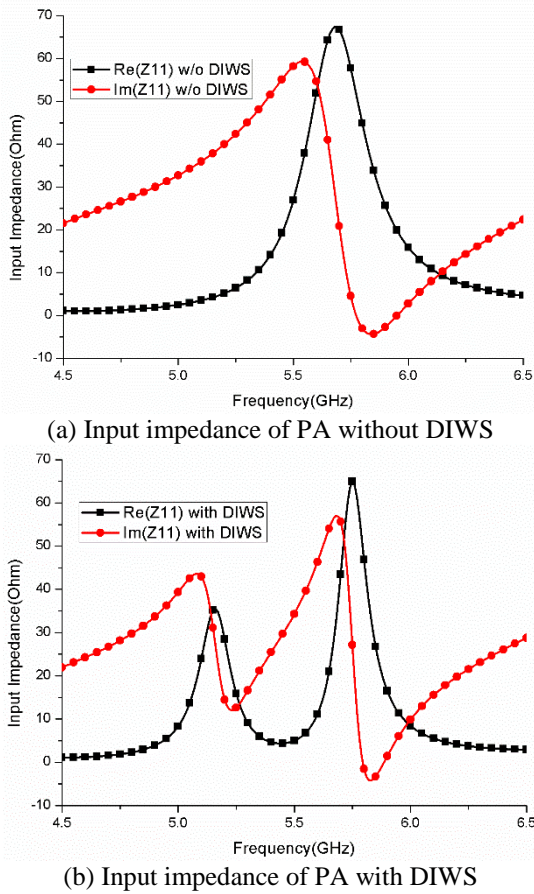 70
60
50
40
30
20
10
0
-10
Input Impedance(Ohm)
Re(Z11) w/o DIWS
Im(Z11) w/o DIWS
4.5 5.0 5.5 6.0 6.5
Frequency(GHz)
(a) Input impedance of PA without DIWS
70
60
50
40
30
20
10
0
-10
Input Impedance(Ohm)
Re(Z11) with DIWS
Im(Z11) with DIWS
4.5 5.0 5.5 6.0 6.5
Frequency(GHz)
(b) Input impedance of PA with DIWS